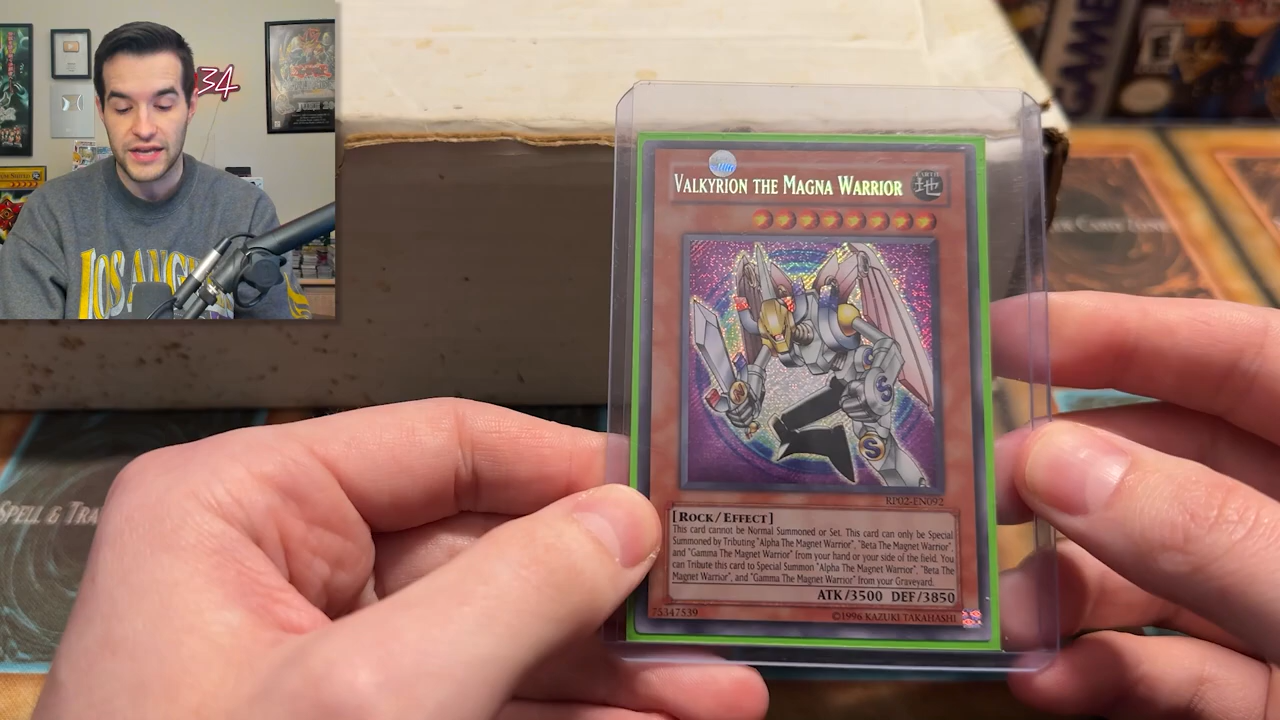 34
LOS ANG
GAME
E
VALKYRION THE MAGNA WARRIOR
EARTH
地
RP02-EN092
[ROCK/EFFECT]
This card cannot be Normal Summoned or Set. This card can only be Special
Summoned by Tributing "Alpha The Magnet Warrior", "Beta The Magnet Warrior",
and "Gamma The Magnet Warrior" from your hand or your side of the field. You
can Tribute this card to Special Summon "Alpha The Magnet Warrior", "Beta The
Magnet Warrior", and "Gamma The Magnet Warrior" from your Graveyard.
ATK/3500 DEF/3850
75347539
©1996 KAZUKI TAKAHASHI
SPELL & TRA